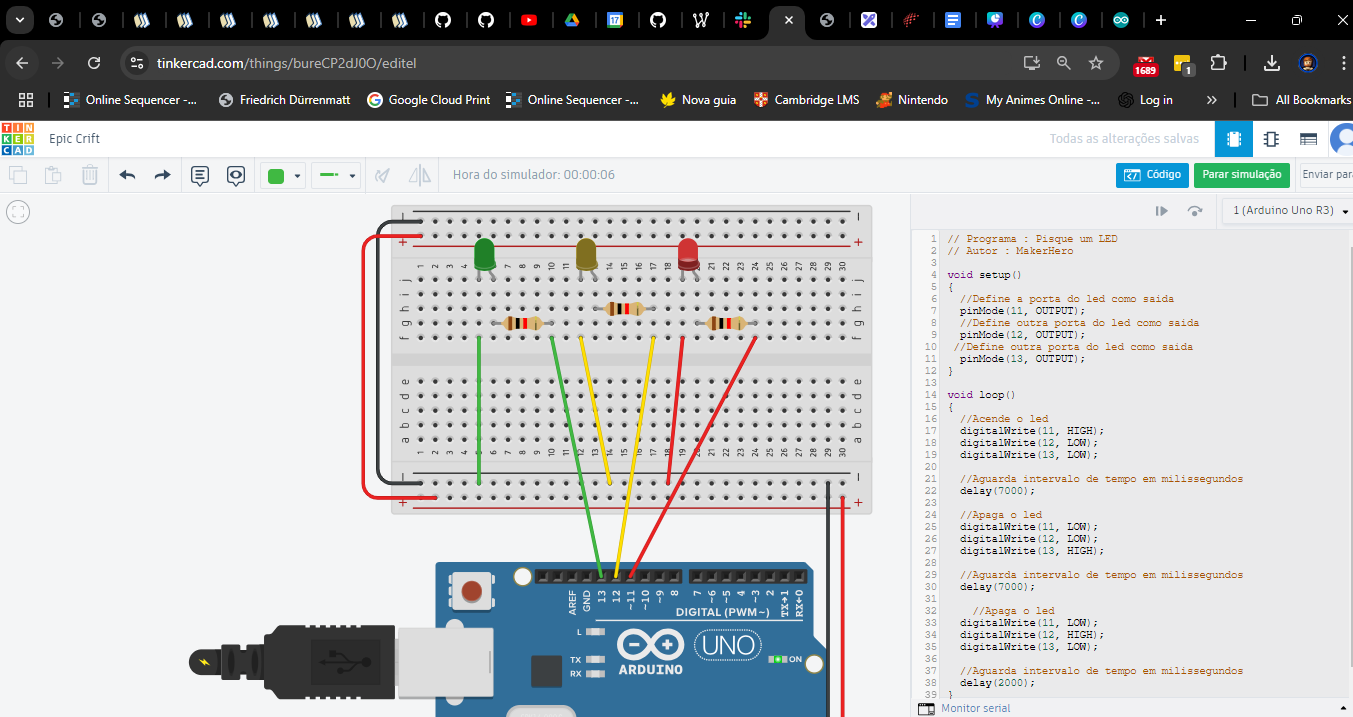 tinkercad.com/things/bureCP2dJ0O/editel
1689
1
Online Sequencer -...
Friedrich Dürrenmatt
Google Cloud Print
Online Sequencer -...
Nova guia
Cambridge LMS
Nintendo
My Animes Online -...
Log in
»
All Bookmarks
TINKERCAD
Epic Crift
Todas as alterações salvas
Hora do simulador: 00:00:06
Código
Parar simulação
Enviar para
1 (Arduino Uno R3)
1 // Programa : Pisque um LED
2 // Autor : MakerHero
3
4 void setup()
5 {
6 //Define a porta do led como saida
7 pinMode(11, OUTPUT);
8 //Define outra porta do led como saida
9 pinMode(12, OUTPUT);
10 //Define outra porta do led como saida
11 pinMode(13, OUTPUT);
12 }
13
14 void loop()
15 {
16 //Acende o led
17 digitalWrite(11, HIGH);
18 digitalWrite(12, LOW);
19 digitalWrite(13, LOW);
20
21 //Aguarda intervalo de tempo em milissegundos
22 delay(7000);
23
24 //Apaga o led
25 digitalWrite(11, LOW);
26 digitalWrite(12, LOW);
27 digitalWrite(13, HIGH);
28
29 //Aguarda intervalo de tempo em milissegundos
30 delay(7000);
31
32 //Apaga o led
33 digitalWrite(11, LOW);
34 digitalWrite(12, HIGH);
35 digitalWrite(13, LOW);
36
37 //Aguarda intervalo de tempo em milissegundos
38 delay(2000);
39 }
Monitor serial
j
i
h
g
f
e
d
c
b
a
AREF
GND
13
12
~11
~10
~9
8
7
~6
~5
4
~3
2
TX→1
RX←0
DIGITAL (PWM~)
L
TX
RX
ARDUINO
UNO
ON